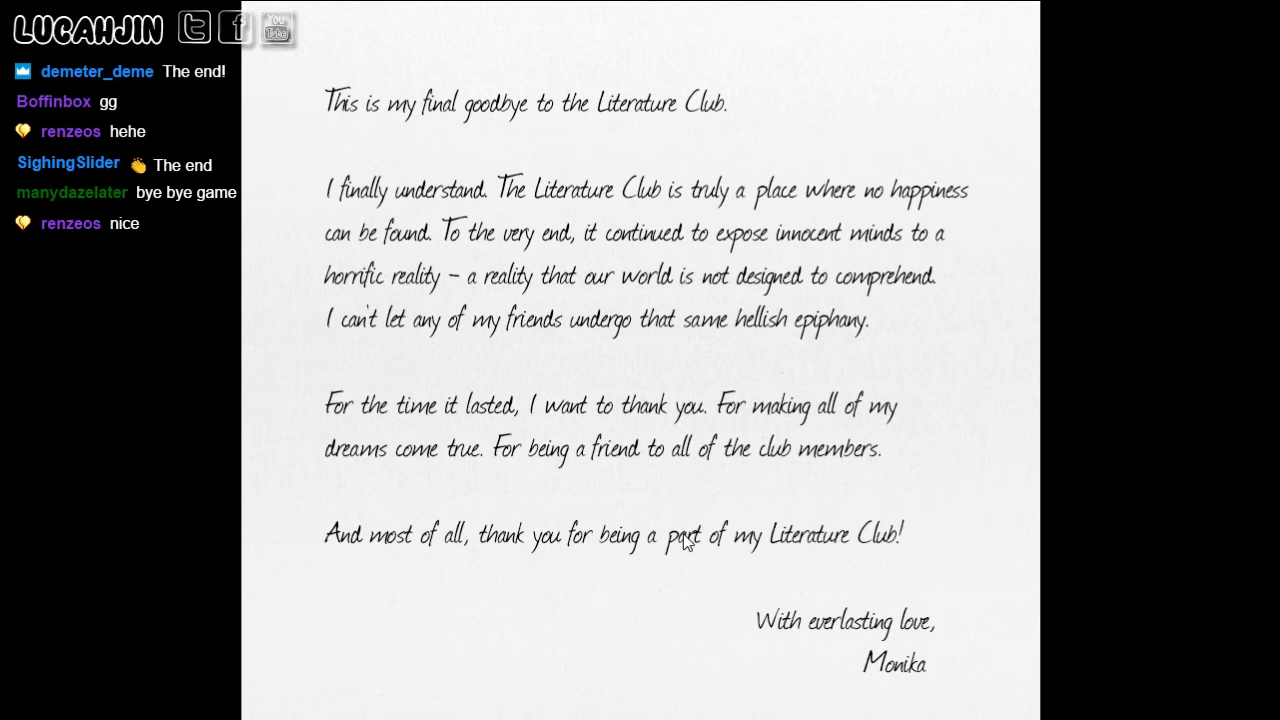 LUCAHJIN
YOU
Tube
demeter_deme The end!
Boffinbox gg
renzeos hehe
SighingSlider 👏 The end
manydazelater bye bye game
renzeos nice
This is my final goodbye to the Literature Club.
I finally understand. The Literature Club is truly a place where no happiness
can be found. To the very end, it continued to expose innocent minds to a
horrific reality – a reality that our world is not designed to comprehend.
I can't let any of my friends undergo that same hellish epiphany.
For the time it lasted, I want to thank you. For making all of my
dreams come true. For being a friend to all of the club members.
And most of all, thank you for being a part of my Literature Club!
With everlasting love,
Monika